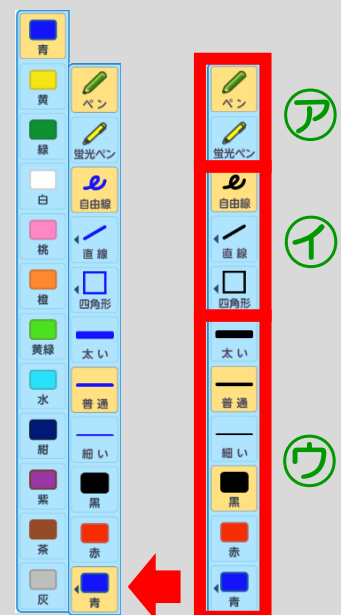 青
黄
緑
白
桃
橙
黄緑
水
紺
紫
茶
灰
ペン
蛍光ペン
自由線
直線
四角形
太い
普通
細い
黒
赤
青
ペン
蛍光ペン
自由線
直線
四角形
太い
普通
細い
黒
赤
青
ア
イ
ウ